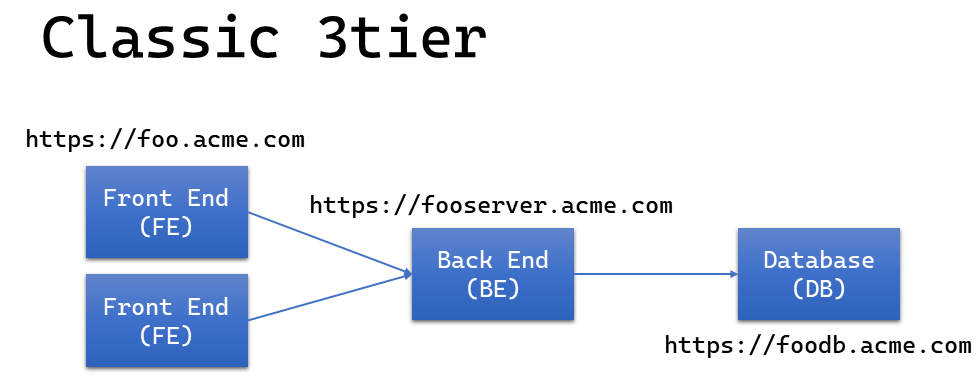 Classic 3tier
https://foo.acme.com
Front End
(FE)
https://fooserver.acme.com
Front End
(FE)
Back End
(BE)
Database
(DB)
https://foodb.acme.com